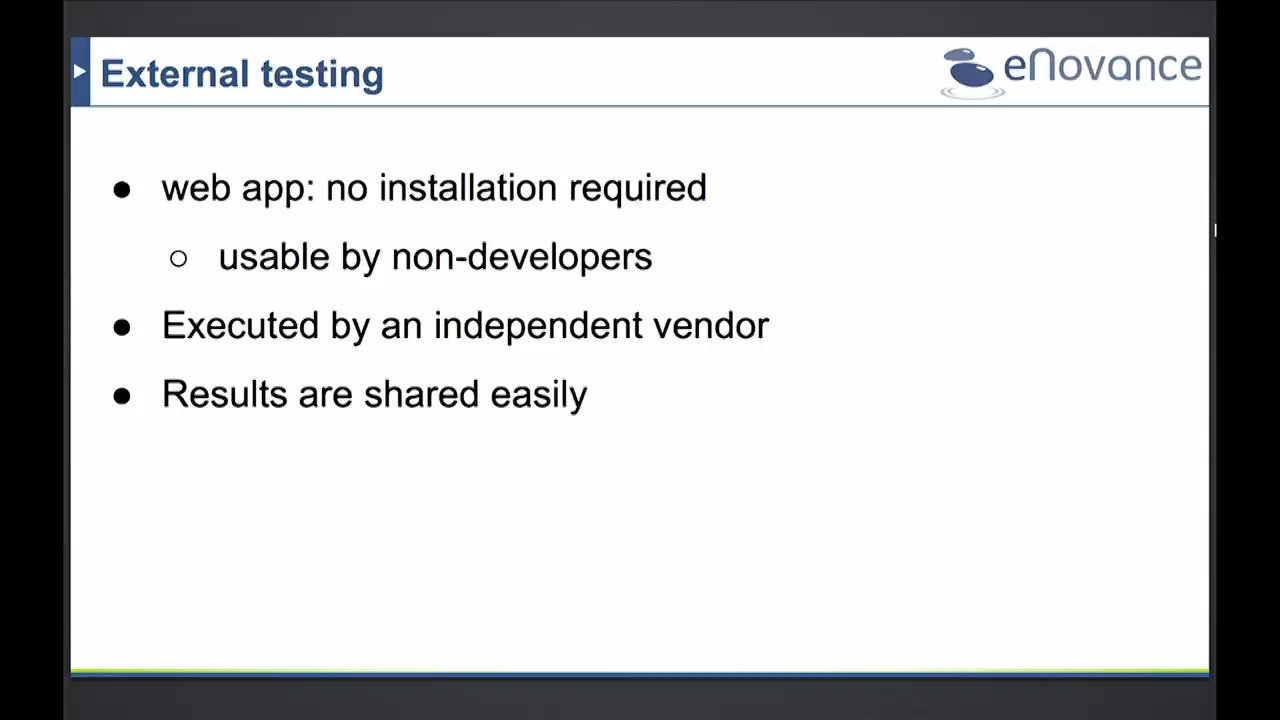 External testing
eNovance
● web app: no installation required
○ usable by non-developers
● Executed by an independent vendor
● Results are shared easily